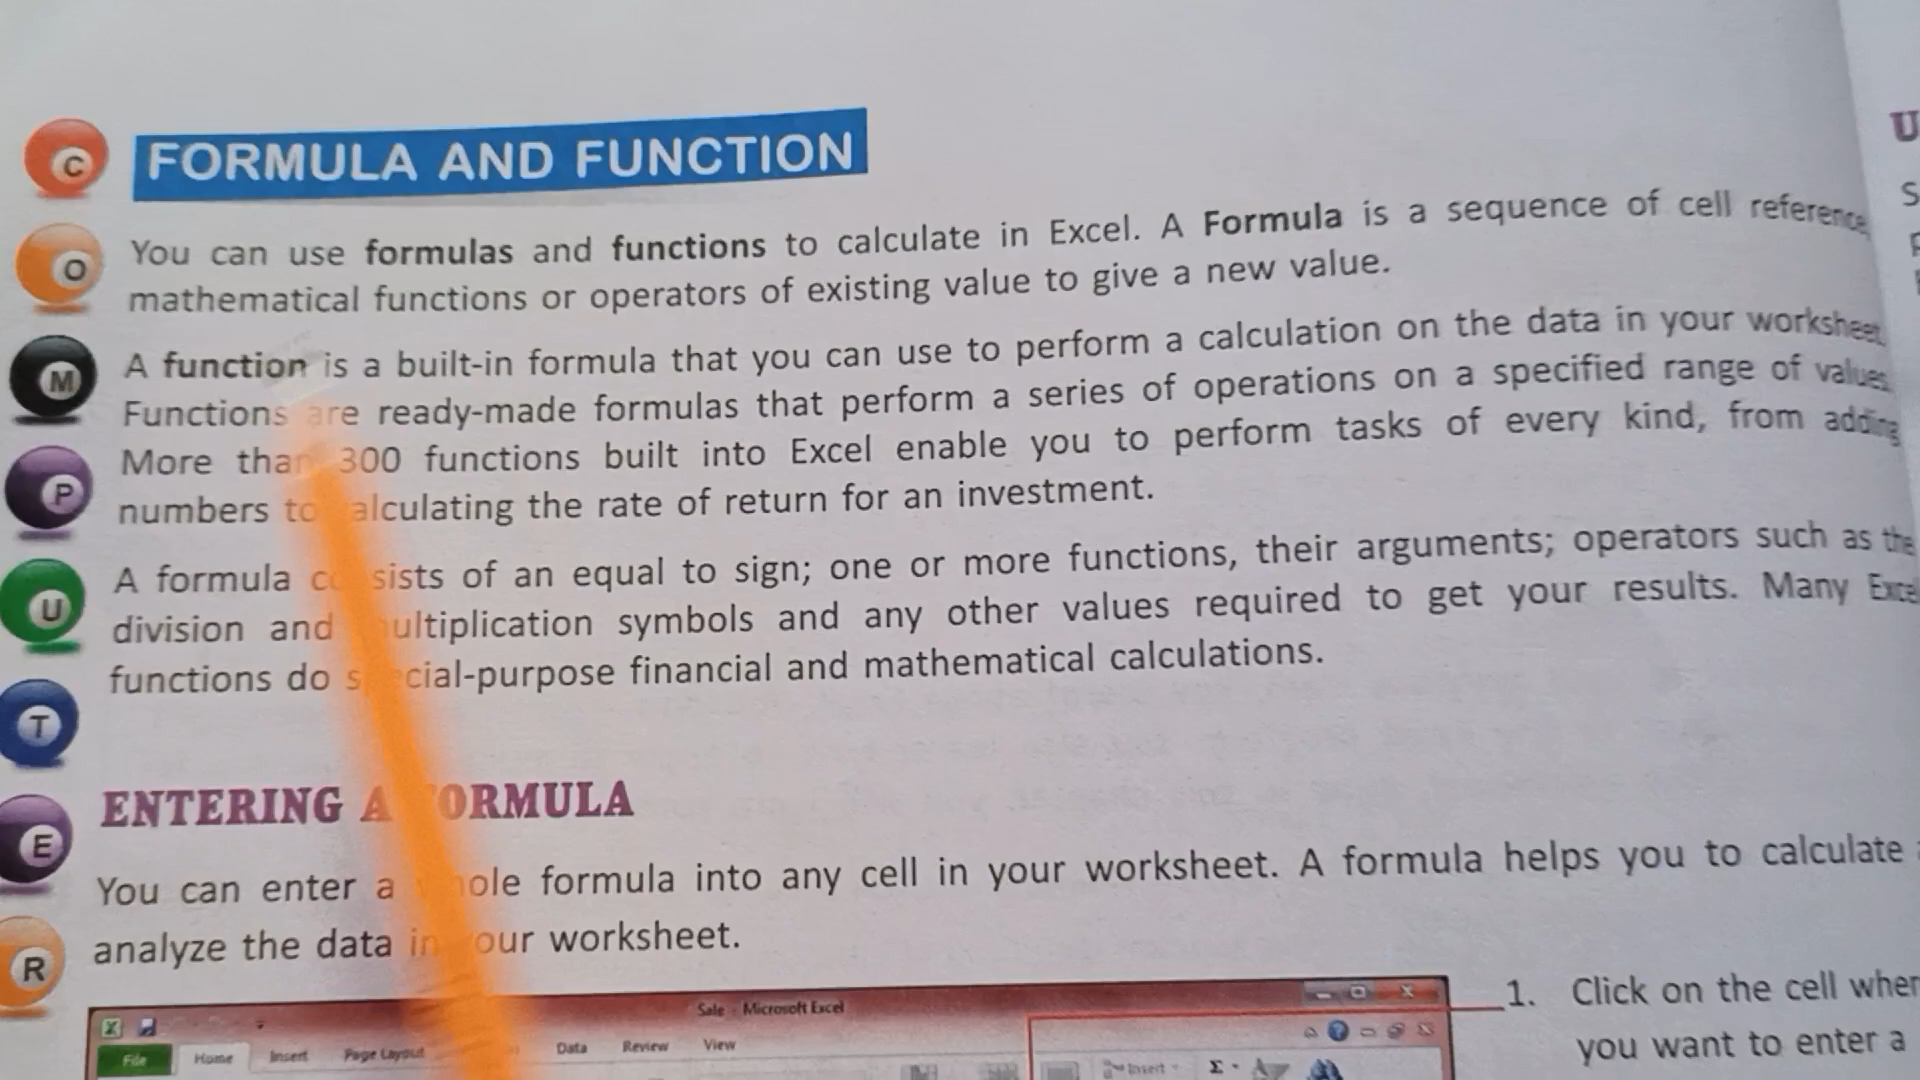 FORMULA AND FUNCTION
You can use formulas and functions to calculate in Excel. A Formula is a sequence of cell reference
mathematical functions or operators of existing value to give a new value.
A function is a built-in formula that you can use to perform a calculation on the data in your worksheet
Functions are ready-made formulas that perform a series of operations on a specified range of values
More than 300 functions built into Excel enable you to perform tasks of every kind, from adding
numbers to calculating the rate of return for an investment.
A formula consists of an equal to sign; one or more functions, their arguments; operators such as the
division and multiplication symbols and any other values required to get your results. Many Excel
functions do special-purpose financial and mathematical calculations.
ENTERING A FORMULA
You can enter a whole formula into any cell in your worksheet. A formula helps you to calculate
analyze the data in your worksheet.
C
O
M
P
U
T
E
R
Sale - Microsoft Excel
File Home Insert Page Layout Data Review View
Insert Σ
1. Click on the cell wher
you want to enter a
U
S